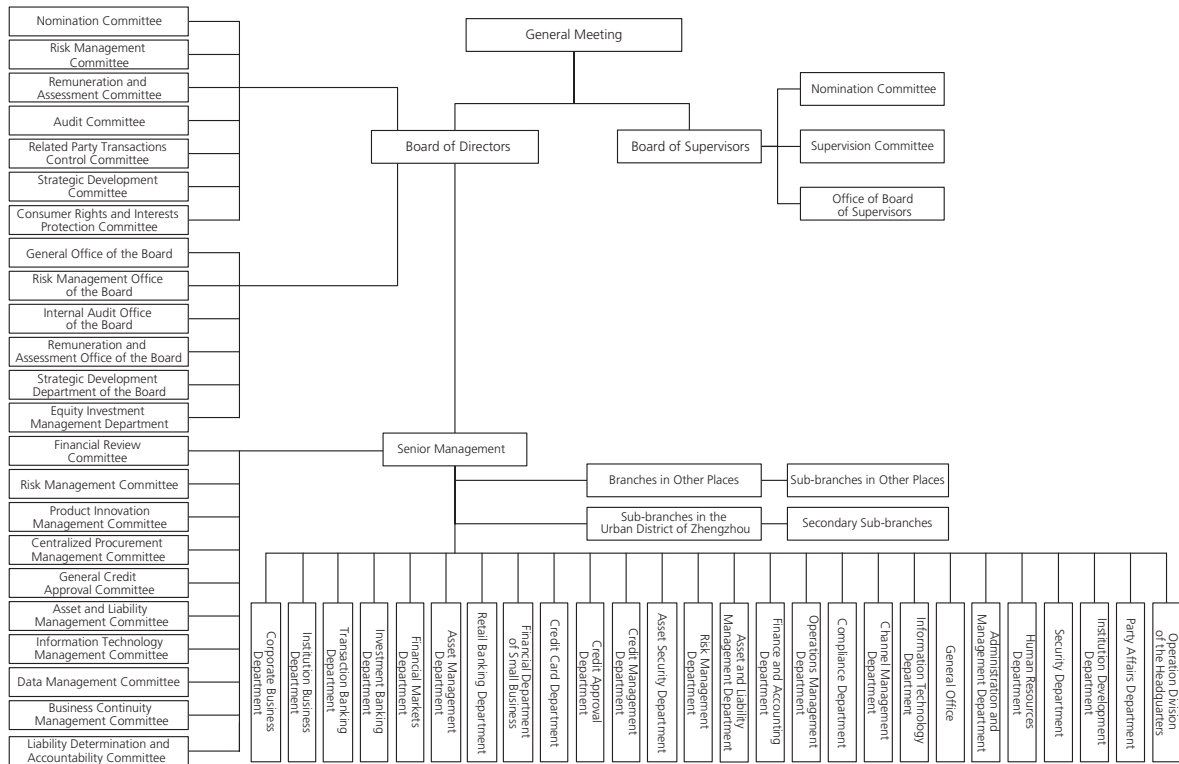 Nomination Committee
Risk Management
Committee
Remuneration and
Assessment Committee
Audit Committee
Related Party Transactions
Control Committee
Strategic Development
Committee
Consumer Rights and Interests
Protection Committee
General Office of the Board
Risk Management Office
of the Board
Internal Audit Office
of the Board
Remuneration and
Assessment Office of the Board
Strategic Development
Department of the Board
Equity Investment
Management Department
Financial Review
Committee
Risk Management Committee
Product Innovation
Management Committee
Centralized Procurement
Management Committee
General Credit
Approval Committee
Asset and Liability
Management Committee
Information Technology
Management Committee
Data Management Committee
Business Continuity
Management Committee
Liability Determination and
Accountability Committee
General Meeting
Board of Directors
Board of Supervisors
Nomination Committee
Supervision Committee
Office of Board
of Supervisors
Senior Management
Branches in Other Places
Sub-branches in Other Places
Sub-branches in the
Urban District of Zhengzhou
Secondary Sub-branches
Corporate Business
Department
Institution Business
Department
Transaction Banking
Department
Investment Banking
Department
Financial Markets
Department
Asset Management
Department
Retail Banking Department
Financial Department
of Small Business
Credit Card Department
Credit Approval
Department
Credit Management
Department
Asset Security Department
Risk Management
Department
Asset and Liability
Management Department
Finance and Accounting
Department
Operations Management
Department
Compliance Department
Channel Management
Department
Information Technology
Department
General Office
Administration and
Management Department
Human Resources
Department
Security Department
Institution Development
Department
Party Affairs Department
Operation Division
of the Headquarters